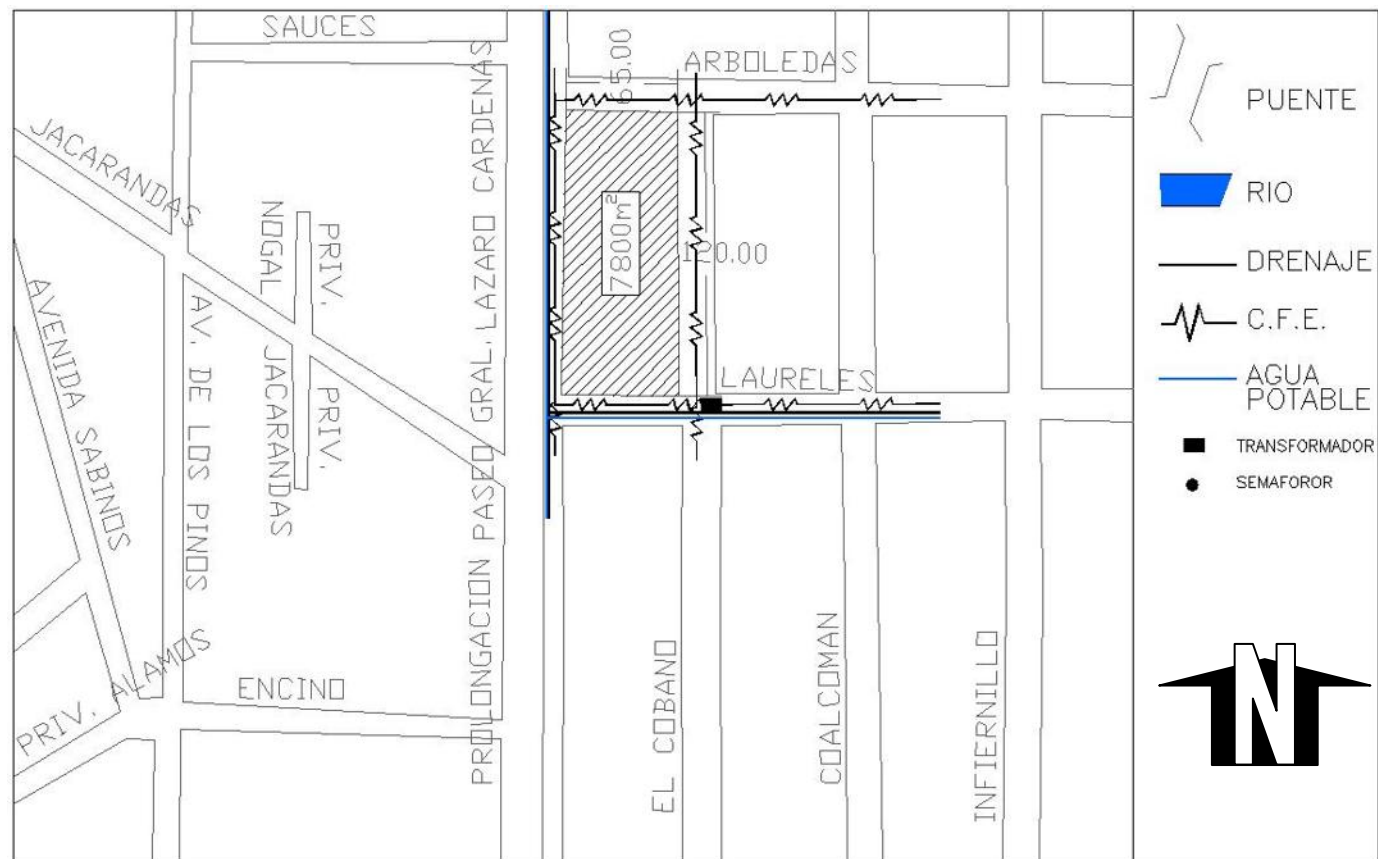 SAUCES
65.00
ARBOLEDAS
JACARANDAS
PRIV.
NOGAL
7800m²
120.00
PROLONGACION PASEO GRAL. LAZARO CARDENAS
AVENIDA SABINOS
AV. DE LOS PINOS
PRIV.
JACARANDAS
LAURELES
PRIV. ALAMOS
ENCINO
EL COBANO
COALCOMAN
INFIERNILLO
PUENTE
RIO
DRENAJE
C.F.E.
AGUA
POTABLE
TRANSFORMADOR
SEMAFOROR
N